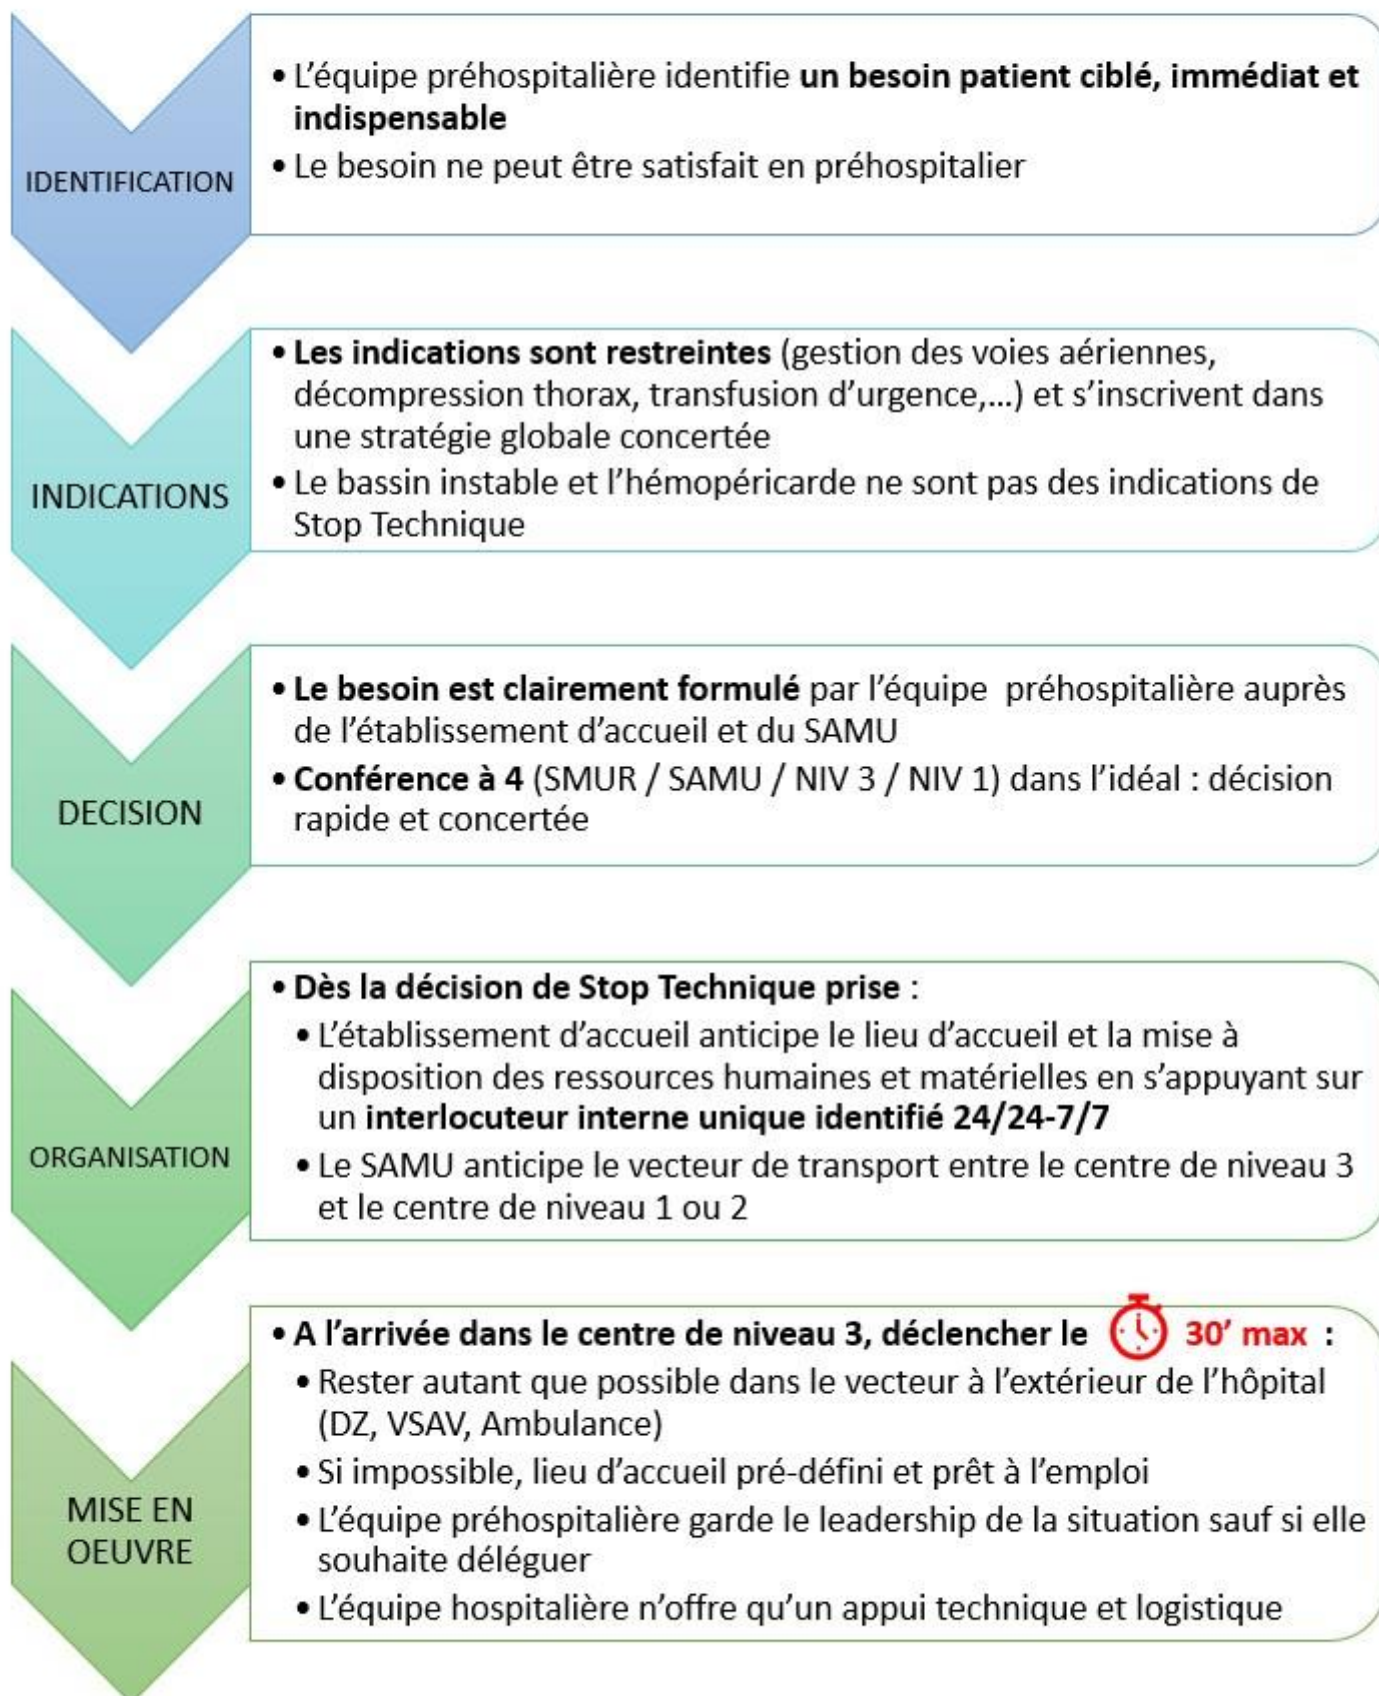 IDENTIFICATION
• L’équipe préhospitalière identifie un besoin patient ciblé, immédiat et
indispensable
• Le besoin ne peut être satisfait en préhospitalier
INDICATIONS
• Les indications sont restreintes (gestion des voies aériennes,
décompression thorax, transfusion d’urgence,…) et s’inscrivent dans
une stratégie globale concertée
• Le bassin instable et l’hémopéricarde ne sont pas des indications de
Stop Technique
DECISION
• Le besoin est clairement formulé par l’équipe préhospitalière auprès
de l’établissement d’accueil et du SAMU
• Conférence à 4 (SMUR / SAMU / NIV 3 / NIV 1) dans l’idéal : décision
rapide et concertée
ORGANISATION
• Dès la décision de Stop Technique prise :
• L’établissement d’accueil anticipe le lieu d’accueil et la mise à
disposition des ressources humaines et matérielles en s’appuyant sur
un interlocuteur interne unique identifié 24/24-7/7
• Le SAMU anticipe le vecteur de transport entre le centre de niveau 3
et le centre de niveau 1 ou 2
MISE EN
OEUVRE
• A l’arrivée dans le centre de niveau 3, déclencher le 30’ max :
• Rester autant que possible dans le vecteur à l’extérieur de l’hôpital
(DZ, VSAV, Ambulance)
• Si impossible, lieu d’accueil pré-défini et prêt à l’emploi
• L’équipe préhospitalière garde le leadership de la situation sauf si elle
souhaite déléguer
• L’équipe hospitalière n’offre qu’un appui technique et logistique